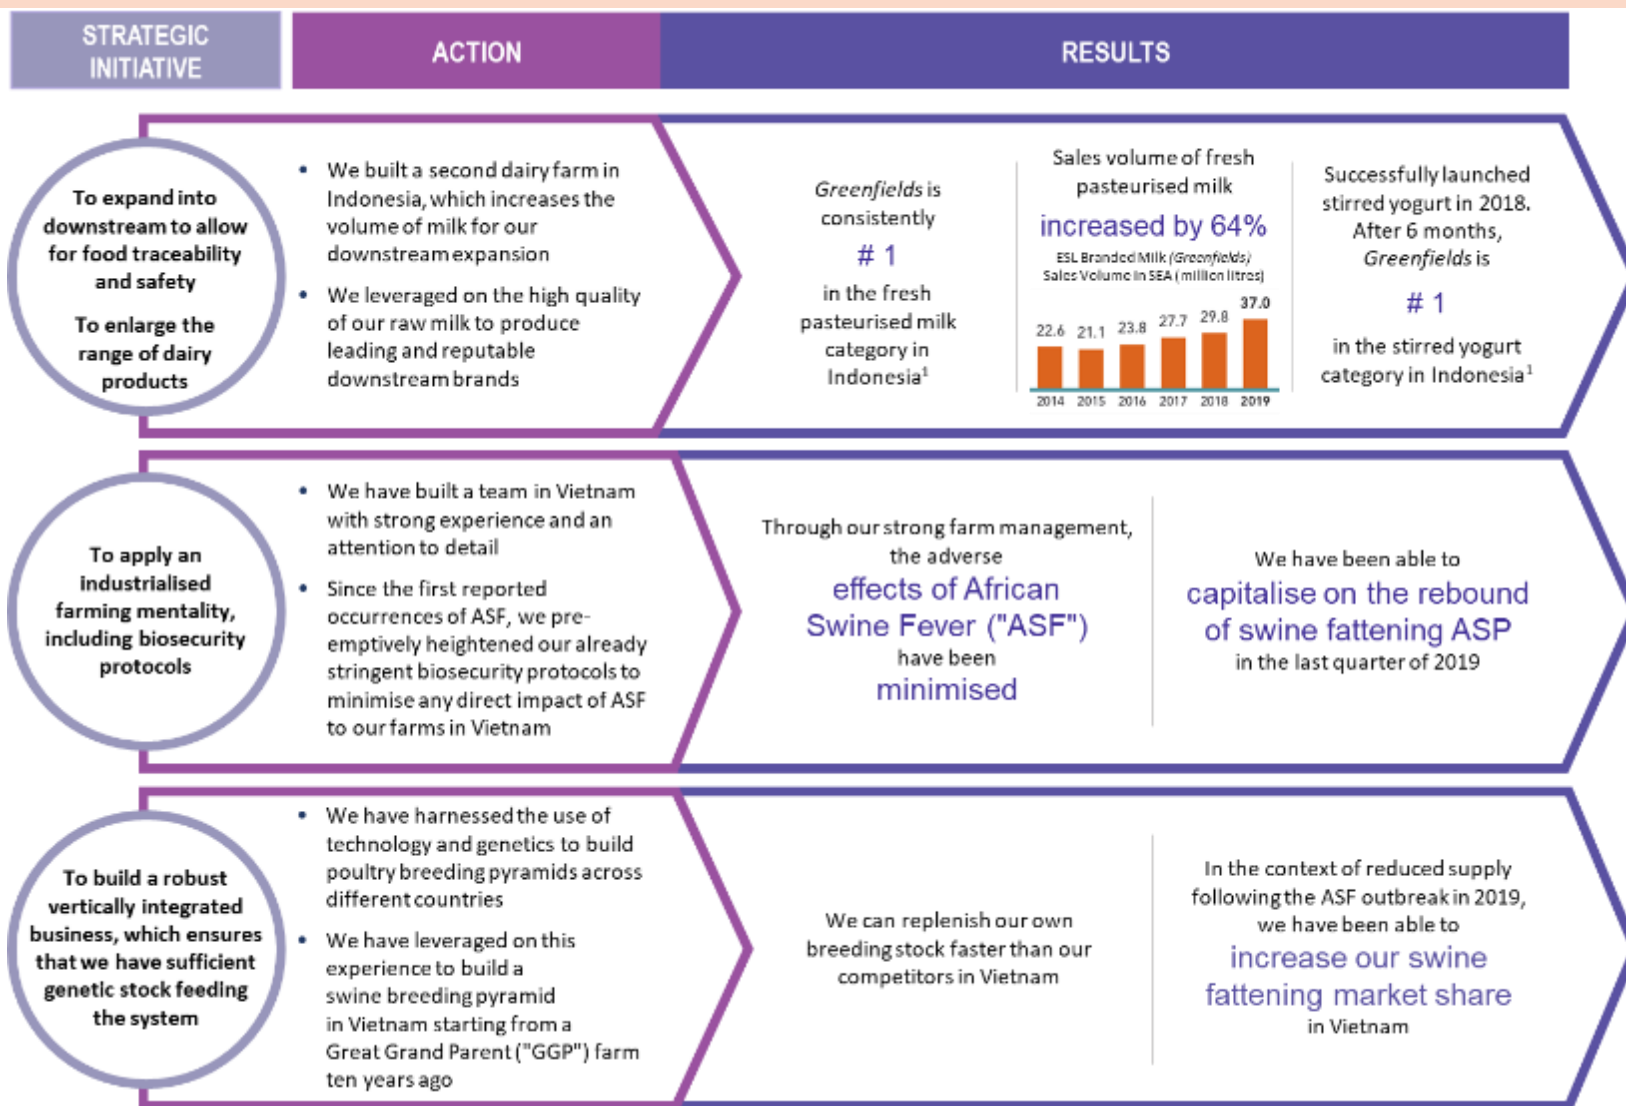 STRATEGIC
INITIATIVE
ACTION
RESULTS
To expand into
downstream to allow
for food traceability
and safety
To enlarge the
range of dairy
products
• We built a second dairy farm in
Indonesia, which increases the
volume of milk for our
downstream expansion
• We leveraged on the high quality
of our raw milk to produce
leading and reputable
downstream brands
Greenfields is
consistently
# 1
in the fresh
pasteurised milk
category in
Indonesia¹
Sales volume of fresh
pasteurised milk
increased by 64%
ESL Branded Milk (Greenfields)
Sales Volume in SEA (million litres)
22.6 21.1 23.8 27.7 29.8 37.0
2014 2015 2016 2017 2018 2019
Successfully launched
stirred yogurt in 2018.
After 6 months,
Greenfields is
# 1
in the stirred yogurt
category in Indonesia¹
To apply an
industrialised
farming mentality,
including biosecurity
protocols
• We have built a team in Vietnam
with strong experience and an
attention to detail
• Since the first reported
occurrences of ASF, we pre-
emptively heightened our already
stringent biosecurity protocols to
minimise any direct impact of ASF
to our farms in Vietnam
Through our strong farm management,
the adverse
effects of African
Swine Fever ("ASF")
have been
minimised
We have been able to
capitalise on the rebound
of swine fattening ASP
in the last quarter of 2019
To build a robust
vertically integrated
business, which ensures
that we have sufficient
genetic stock feeding
the system
• We have harnessed the use of
technology and genetics to build
poultry breeding pyramids across
different countries
• We have leveraged on this
experience to build a
swine breeding pyramid
in Vietnam starting from a
Great Grand Parent ("GGP") farm
ten years ago
We can replenish our own
breeding stock faster than our
competitors in Vietnam
In the context of reduced supply
following the ASF outbreak in 2019,
we have been able to
increase our swine
fattening market share
in Vietnam